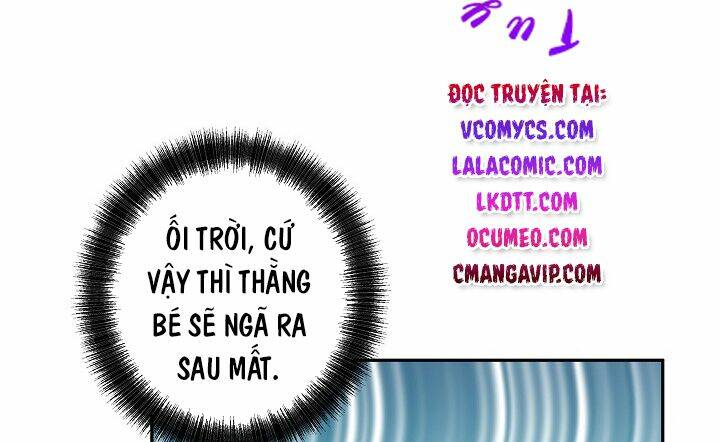 Tuy
ĐỌC TRUYỆN TẠI:
VCOMYCS.COM
LALACOMIC.COM
LKDTT.COM
OCUMEO.COM
CMANGAVIP.COM
ỐI TRỜI, CỨ
VẬY THÌ THẰNG
BÉ SẼ NGÃ RA
SAU MẤT.